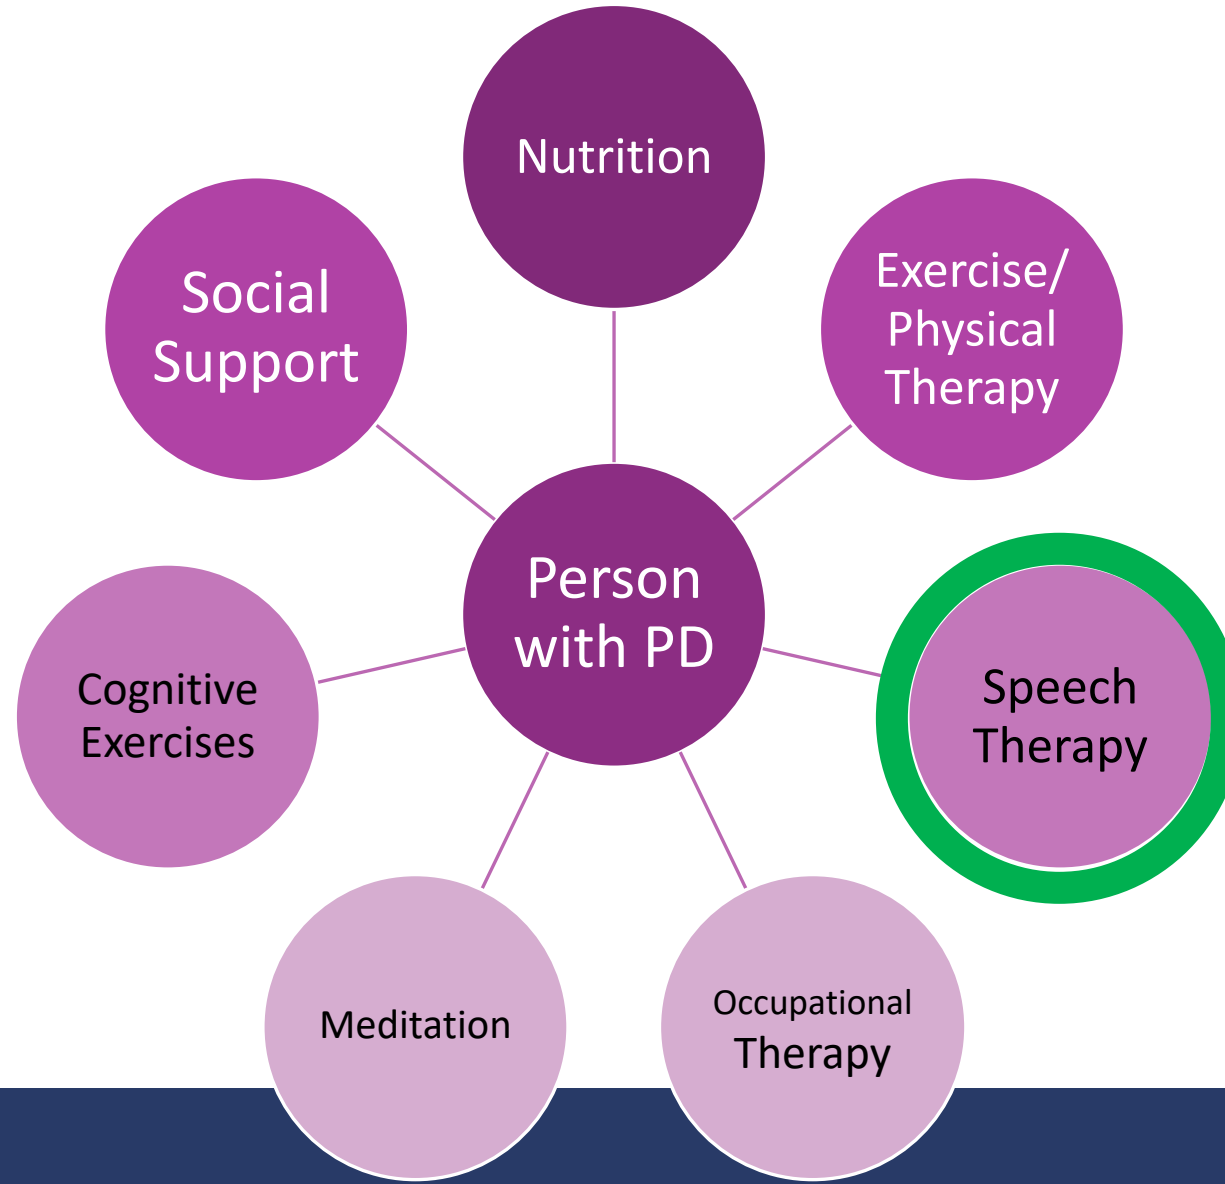 Nutrition
Exercise/
Physical
Therapy
Speech
Therapy
Occupational
Therapy
Meditation
Cognitive
Exercises
Social
Support
Person
with PD